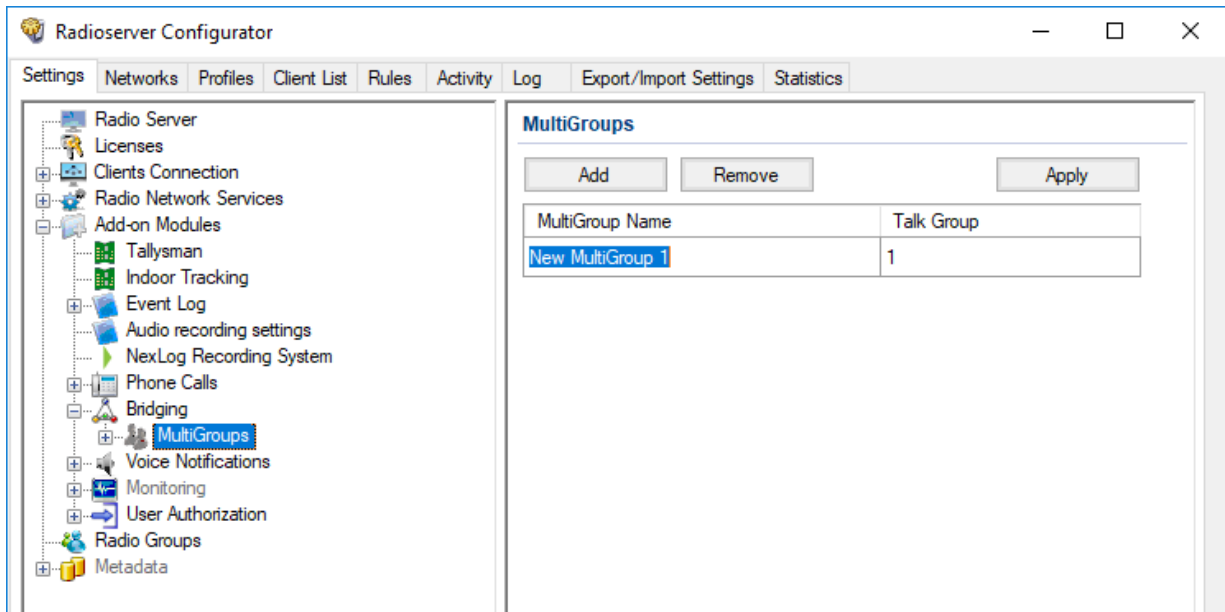 Radioserver Configurator
Settings Networks Profiles Client List Rules Activity Log Export/Import Settings Statistics
Radio Server
Licenses
Clients Connection
Radio Network Services
Add-on Modules
Tallysman
Indoor Tracking
Event Log
Audio recording settings
NexLog Recording System
Phone Calls
Bridging
MultiGroups
Voice Notifications
Monitoring
User Authorization
Radio Groups
Metadata
MultiGroups
Add Remove Apply
MultiGroup Name Talk Group
New MultiGroup 1 1